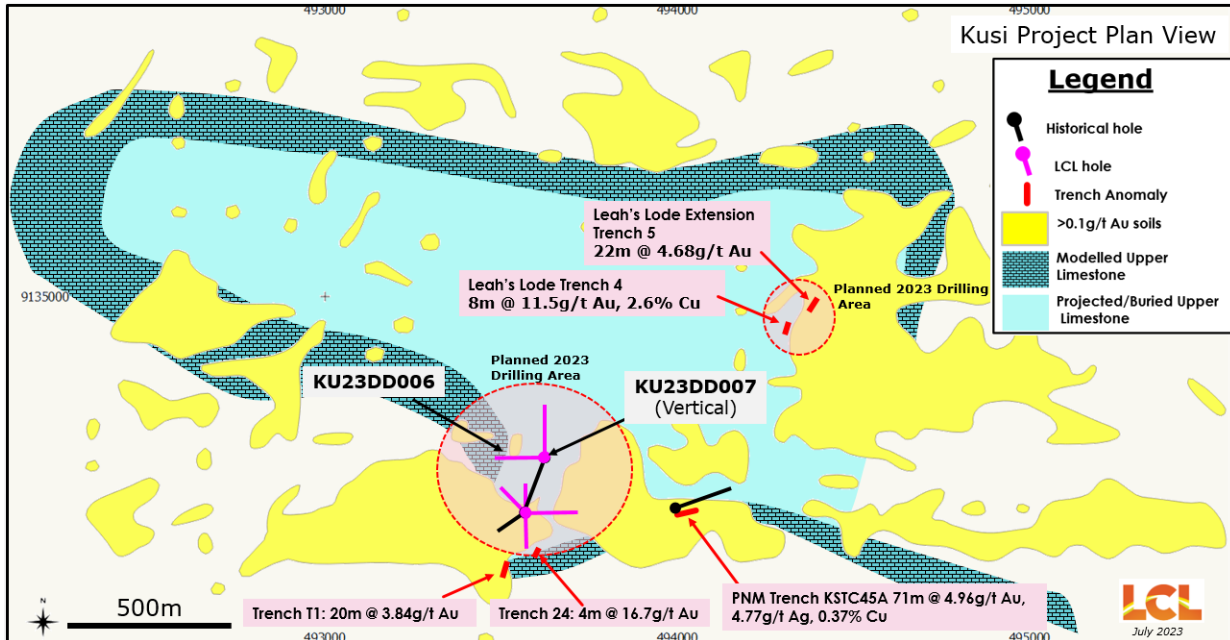 493000
494000
495000
Kusi Project Plan View
Legend
Historical hole
LCL hole
Trench Anomaly
>0.1g/t Au soils
Modelled Upper
Limestone
Projected/Buried Upper
Limestone
Leah's Lode Extension
Trench 5
22m @ 4.68g/t Au
Leah's Lode Trench 4
8m @ 11.5g/t Au, 2.6% Cu
Planned 2023 Drilling
Area
9135000
Planned 2023
Drilling Area
KU23DD006
KU23DD007
(Vertical)
500m
Trench T1: 20m @ 3.84g/t Au
Trench 24: 4m @ 16.7g/t Au
PNM Trench KSTC45A 71m @ 4.96g/t Au,
4.77g/t Ag, 0.37% Cu
LCL
July 2023
493000
494000
495000